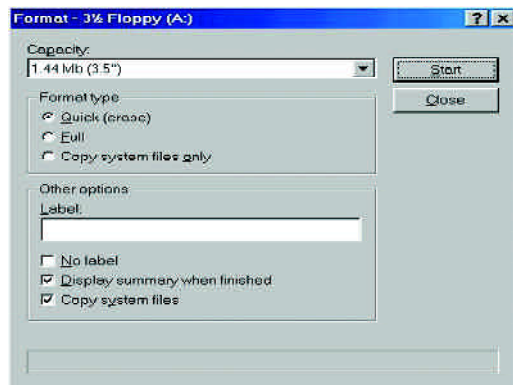 Format - 3½ Floppy (A:)
Capacity:
1.44 Mb (3.5")
Start
Format type
Close
Quick (erase)
Full
Copy system files only
Other options
Label:
No label
Display summary when finished
Copy system files